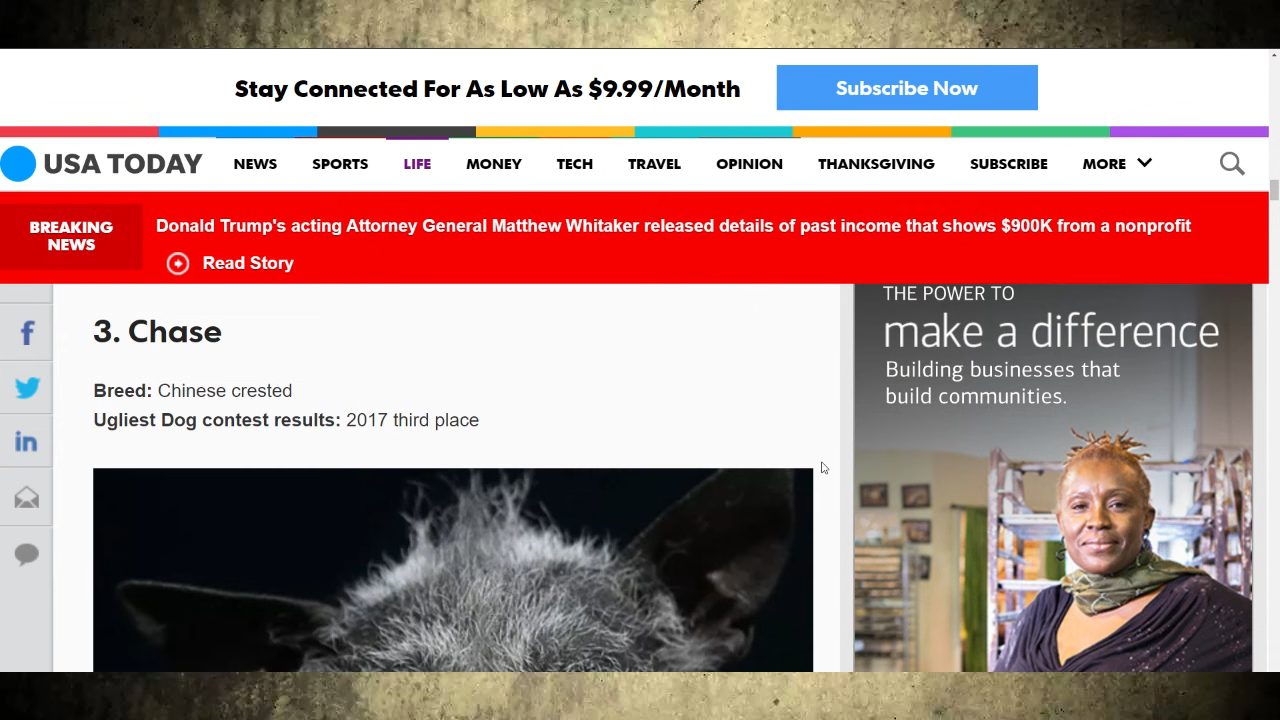 Stay Connected For As Low As $9.99/Month
Subscribe Now
USA TODAY
NEWS
SPORTS
LIFE
MONEY
TECH
TRAVEL
OPINION
THANKSGIVING
SUBSCRIBE
MORE
BREAKING
NEWS
Donald Trump's acting Attorney General Matthew Whitaker released details of past income that shows $900K from a nonprofit
Read Story
3. Chase
Breed: Chinese crested
Ugliest Dog contest results: 2017 third place
THE POWER TO
make a difference
Building businesses that
build communities.